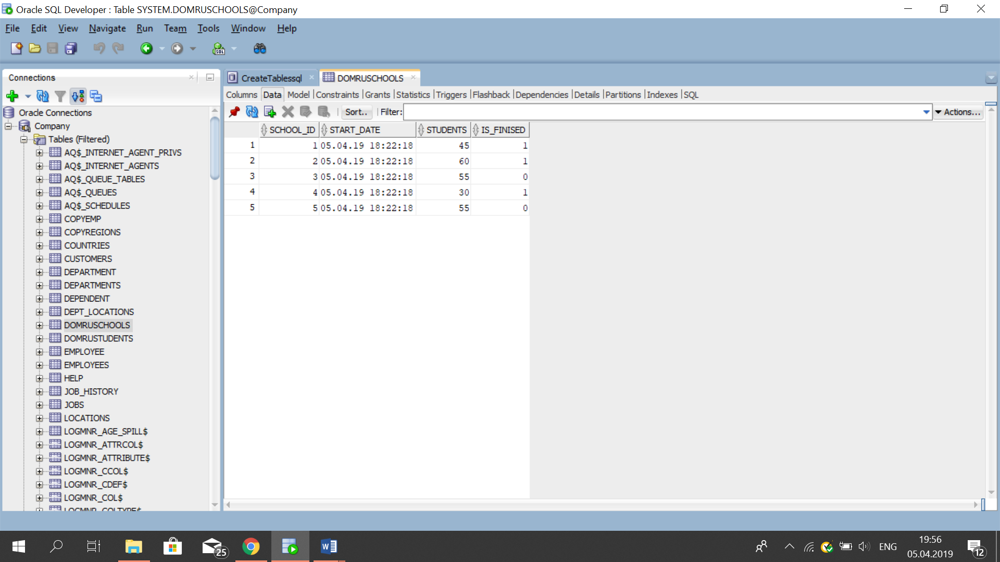 Oracle SQL Developer : Table SYSTEM.DOMRUSCHOOLS@Company
File Edit View Navigate Run Team Tools Window Help
SQL
Connections
CreateTablessql
DOMRUSCHOOLS
Columns Data Model Constraints Grants Statistics Triggers Flashback Dependencies Details Partitions Indexes SQL
Sort.. Filter: Actions...
Oracle Connections
Company
Tables (Filtered)
AQ$_INTERNET_AGENT_PRIVS
AQ$_INTERNET_AGENTS
AQ$_QUEUE_TABLES
AQ$_QUEUES
AQ$_SCHEDULES
COPYEMP
COPYREGIONS
COUNTRIES
CUSTOMERS
DEPARTMENT
DEPARTMENTS
DEPENDENT
DEPT_LOCATIONS
DOMRUSCHOOLS
DOMRUSTUDENTS
EMPLOYEE
EMPLOYEES
HELP
JOB_HISTORY
JOBS
LOCATIONS
LOGMNR_AGE_SPILL$
LOGMNR_ATTRCOL$
LOGMNR_ATTRIBUTE$
LOGMNR_CCOL$
LOGMNR_CDEF$
LOGMNR_COL$
LOGMNR_COLTYPE$
SCHOOL_ID START_DATE STUDENTS IS_FINISED
1 1 05.04.19 18:22:18 45 1
2 2 05.04.19 18:22:18 60 1
3 3 05.04.19 18:22:18 55 0
4 4 05.04.19 18:22:18 30 1
5 5 05.04.19 18:22:18 55 0
25
W
ENG
19:56
05.04.2019
12